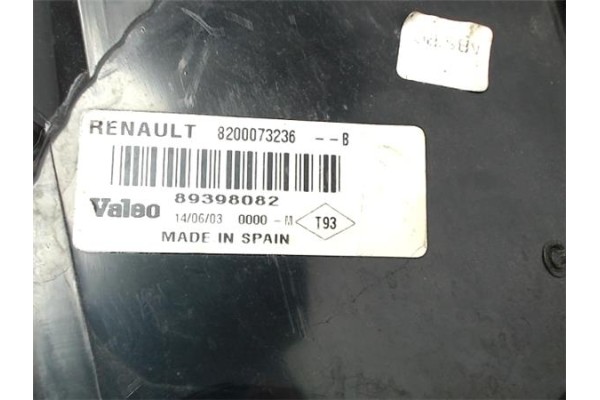 RENAULT 8200073236 --B
89398082
Valeo 14/06/03 0000 -M T93
MADE IN SPAIN